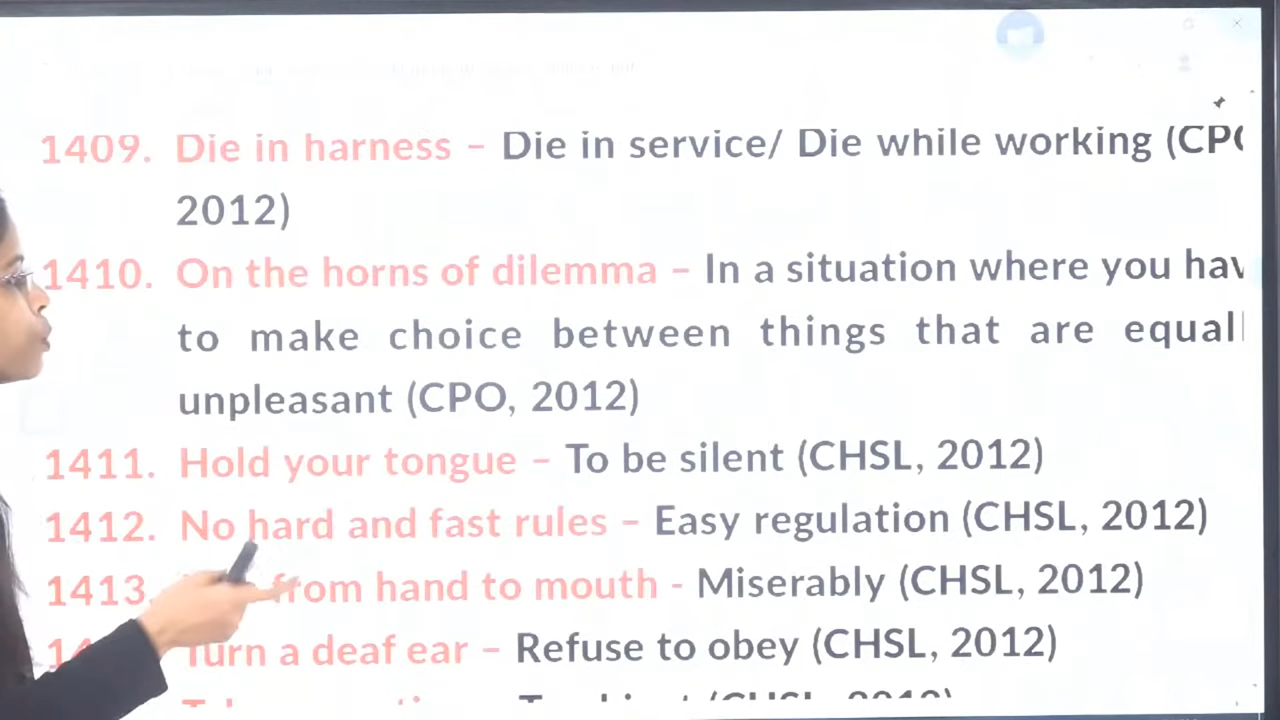 1409. Die in harness – Die in service/ Die while working (CPO
2012)
1410. On the horns of dilemma – In a situation where you hav
to make choice between things that are equal
unpleasant (CPO, 2012)
1411. Hold your tongue – To be silent (CHSL, 2012)
1412. No hard and fast rules – Easy regulation (CHSL, 2012)
1413. from hand to mouth - Miserably (CHSL, 2012)
Turn a deaf ear – Refuse to obey (CHSL, 2012)